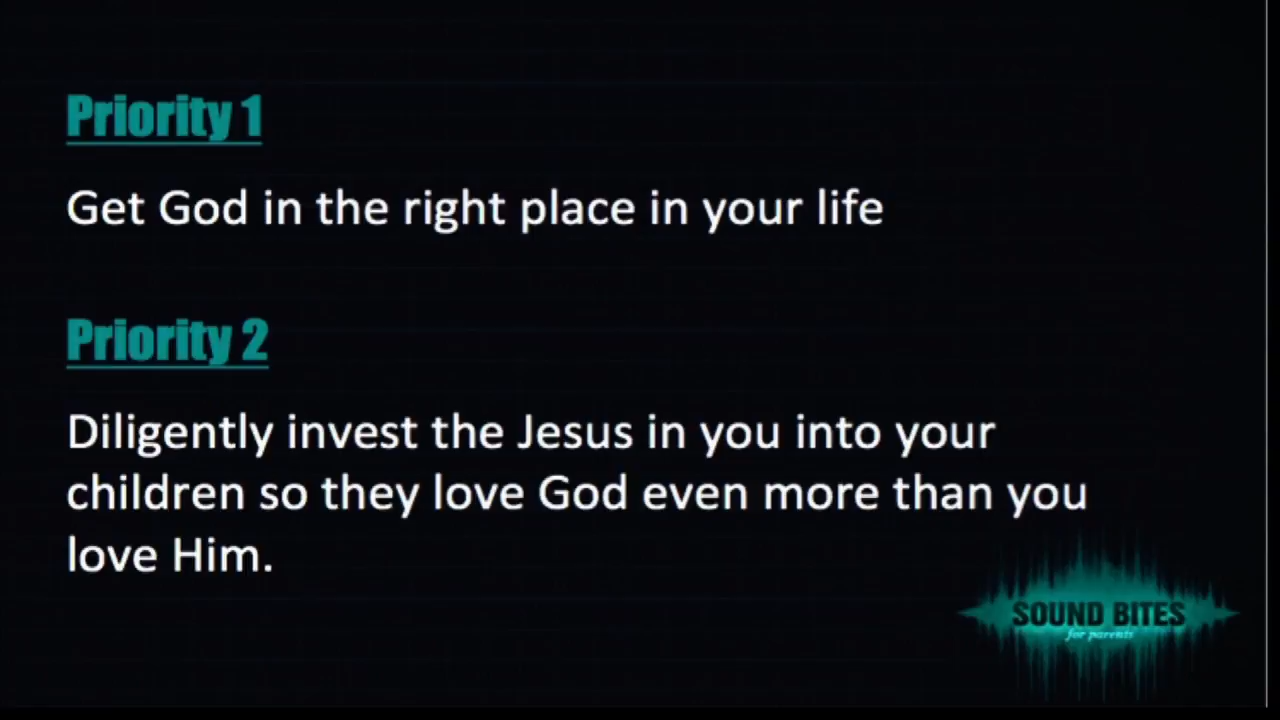 Priority 1
Get God in the right place in your life
Priority 2
Diligently invest the Jesus in you into your
children so they love God even more than you
love Him.
SOUND BITES
for parents